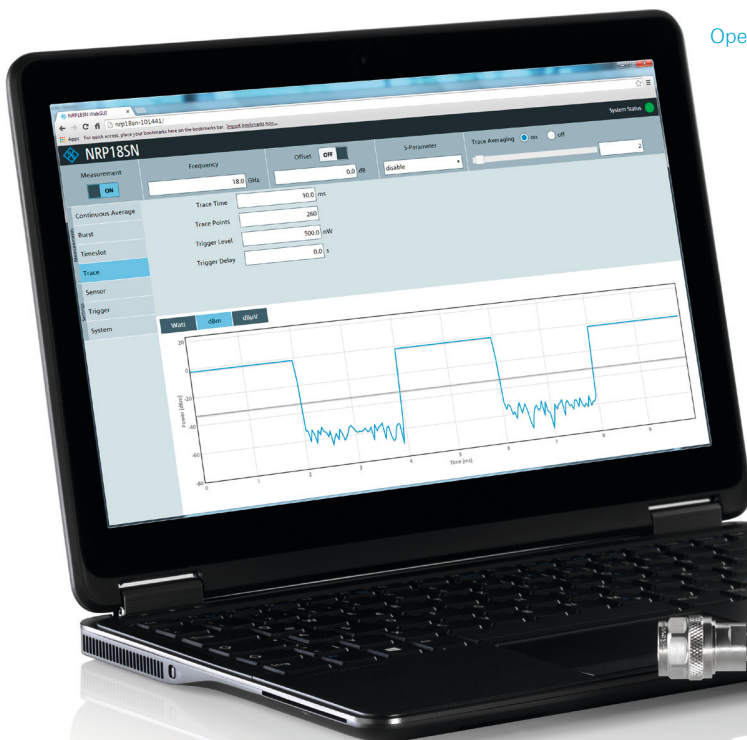 Ope
NRP18SN WebGUI
nrp18sn-101441/
Apps For quick access, place your bookmarks here on the bookmarks bar. Import bookmarks now...
NRP18SN
System Status
Measurement
ON
Frequency
18.0 GHz
Offset OFF
0.0 dB
S-Parameter
disable
Trace Averaging on off
2
Continuous Average
Burst
Timeslot
Trace
Sensor
Trigger
System
Measurements
Settings
Trace Time 10.0 ms
Trace Points 260
Trigger Level 500.0 nW
Trigger Delay 0.0 s
Watt dBm dBµV
Power [dBm]
20
0
-20
-40
-60
-80
0 1 2 3 4 5 6 7 8 9
Time [ms]